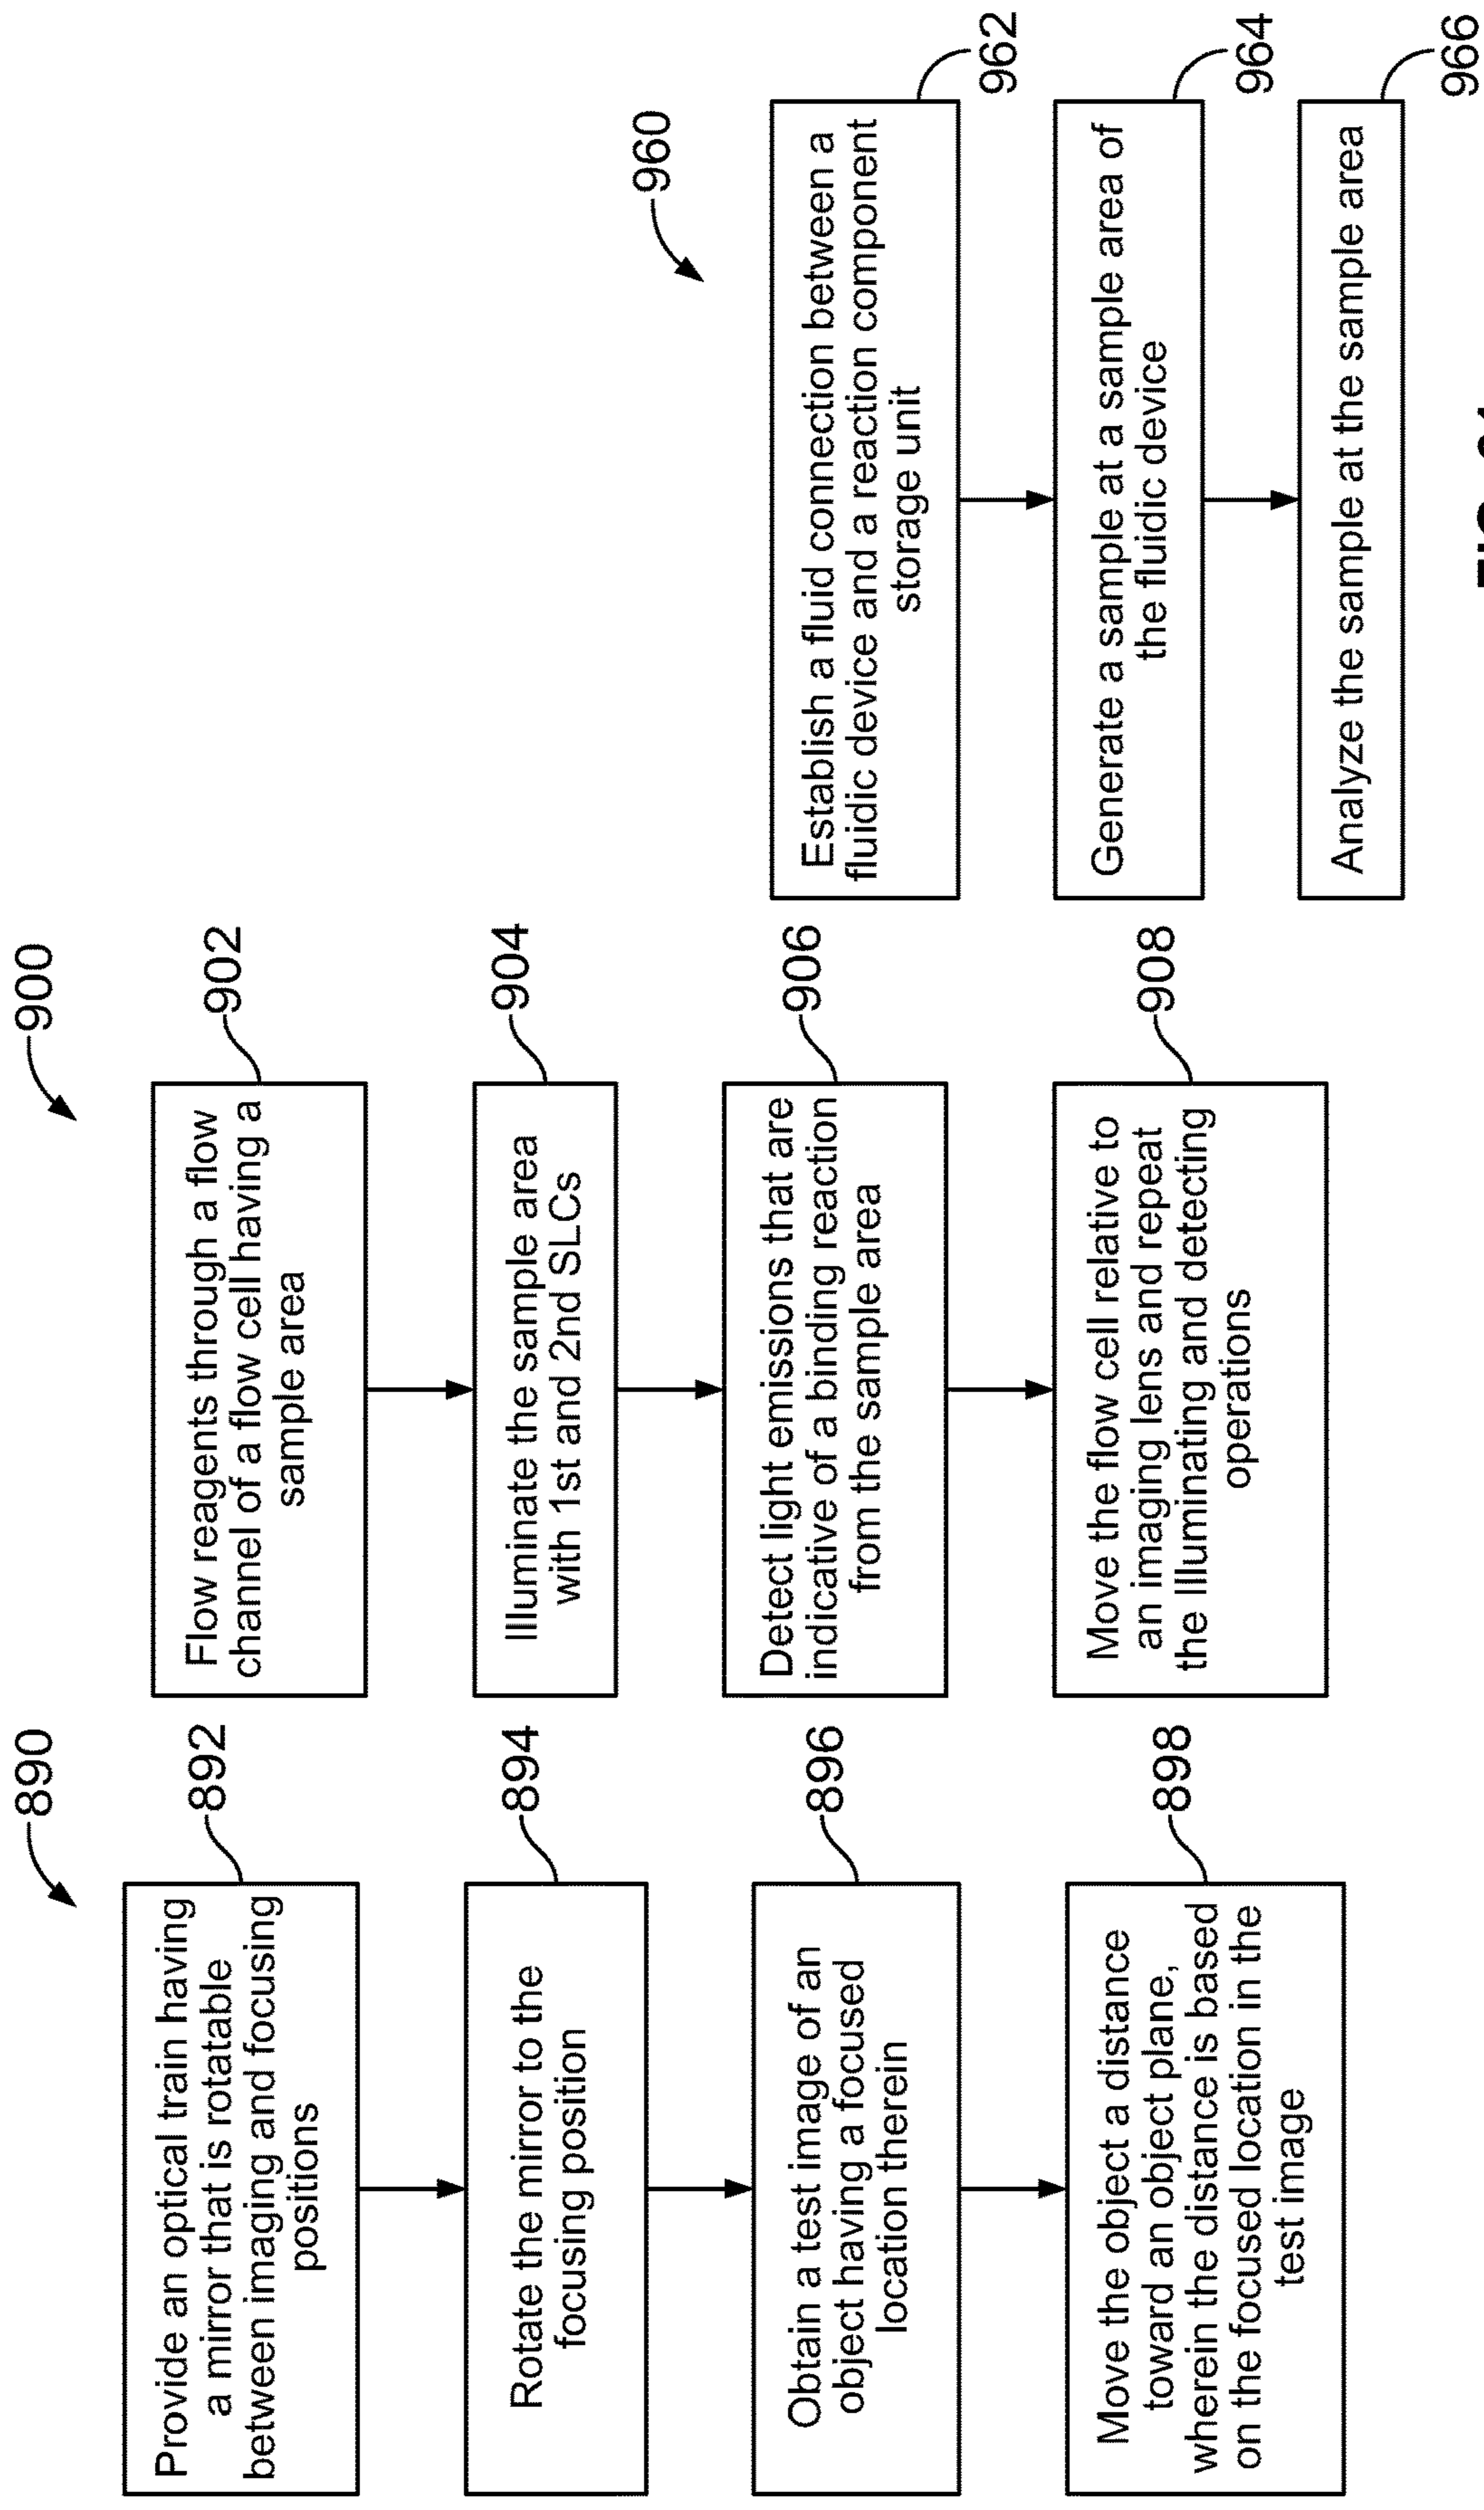 890
Provide an optical train having
a mirror that is rotatable
between imaging and focusing
positions
892
Rotate the mirror to the
focusing position
894
Obtain a test image of an
object having a focused
location therein
896
Move the object a distance
toward an object plane,
wherein the distance is based
on the focused location in the
test image
898
900
Flow reagents through a flow
channel of a flow cell having a
sample area
902
Illuminate the sample area
with 1st and 2nd SLCs
904
Detect light emissions that are
indicative of a binding reaction
from the sample area
906
Move the flow cell relative to
an imaging lens and repeat
the Illuminating and detecting
operations
908
960
Establish a fluid connection between a
fluidic device and a reaction component
storage unit
962
Generate a sample at a sample area of
the fluidic device
964
Analyze the sample at the sample area
966